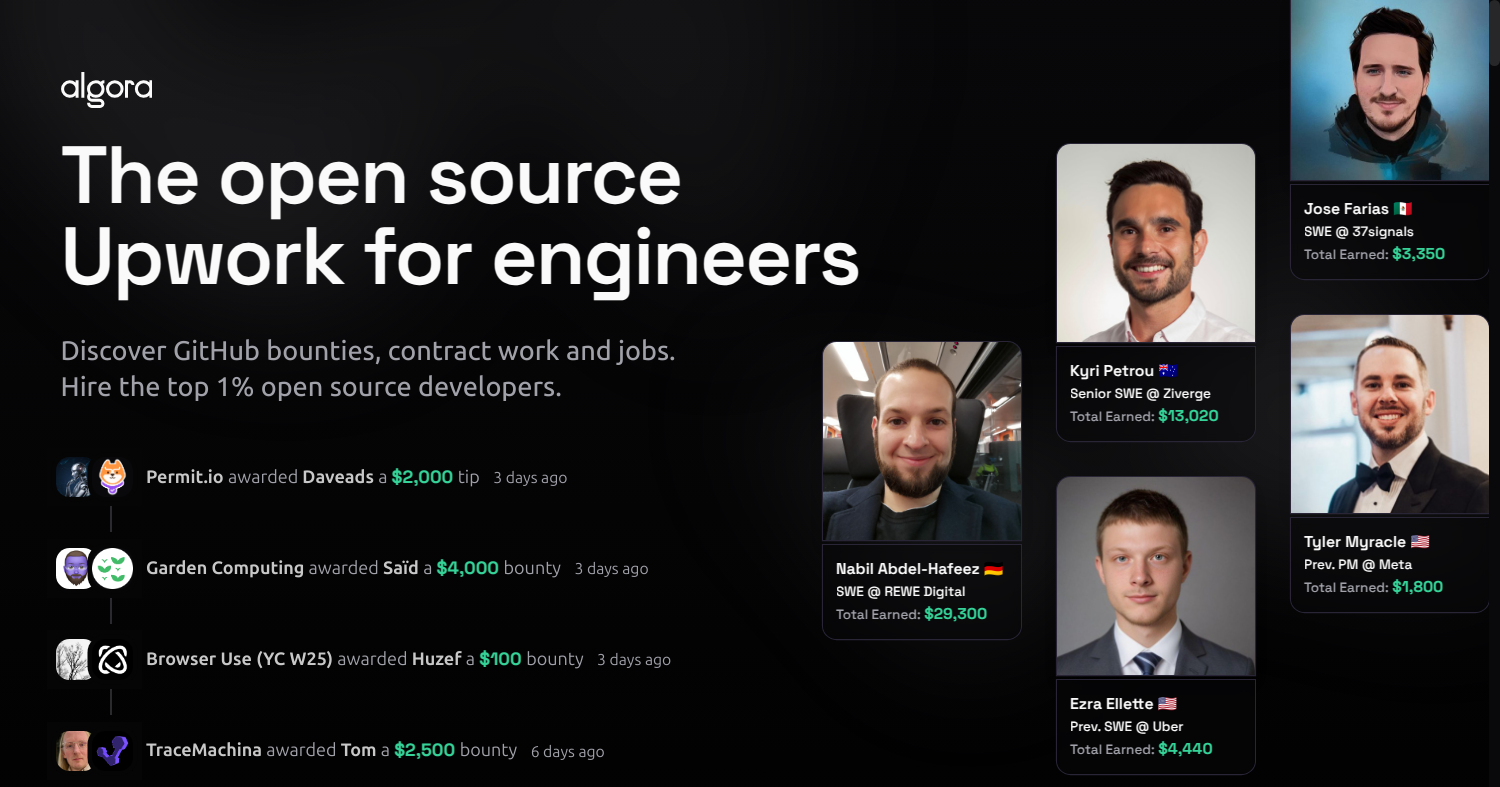 algora
The open source
Upwork for engineers
Discover GitHub bounties, contract work and jobs.
Hire the top 1% open source developers.
Permit.io awarded Daveads a $2,000 tip 3 days ago
Garden Computing awarded Saïd a $4,000 bounty 3 days ago
Browser Use (YC W25) awarded Huzef a $100 bounty 3 days ago
TraceMachina awarded Tom a $2,500 bounty 6 days ago
Nabil Abdel-Hafeez 🇩🇪
SWE @ REWE Digital
Total Earned: $29,300
Kyri Petrou 🇦🇺
Senior SWE @ Ziverge
Total Earned: $13,020
Ezra Ellette 🇺🇸
Prev. SWE @ Uber
Total Earned: $4,440
Jose Farias 🇲🇽
SWE @ 37signals
Total Earned: $3,350
Tyler Myracle 🇺🇸
Prev. PM @ Meta
Total Earned: $1,800